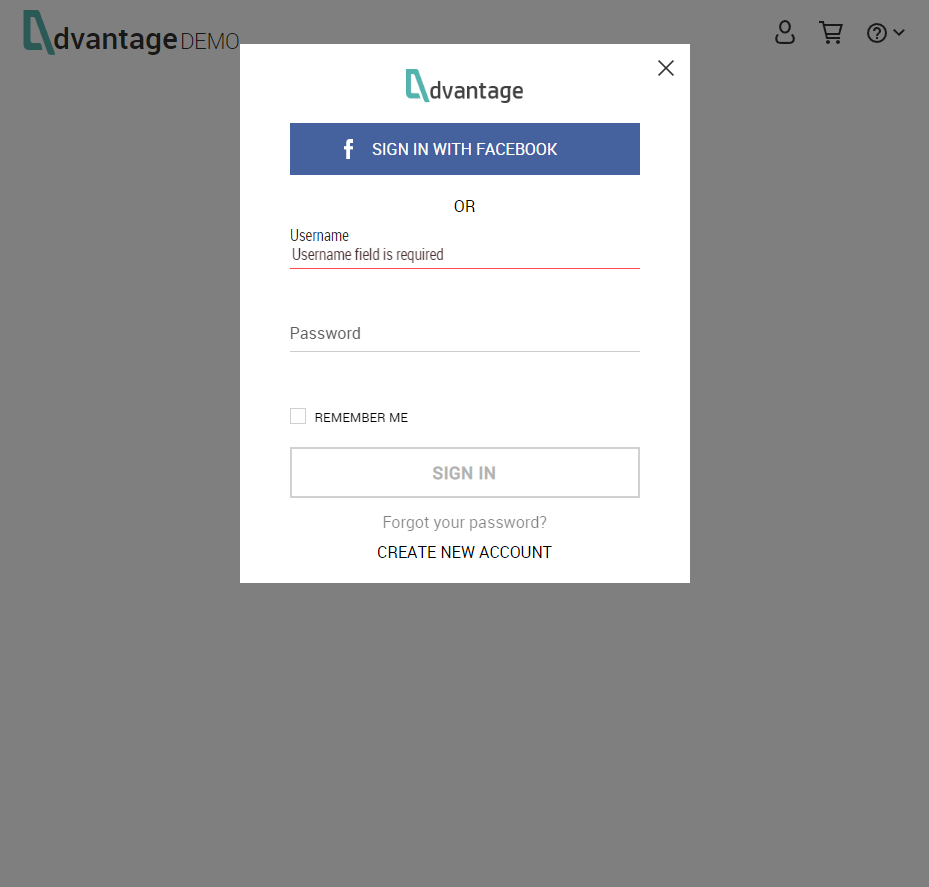 dvantage DEMO
dvantage
f SIGN IN WITH FACEBOOK
OR
Username
Username field is required
Password
REMEMBER ME
SIGN IN
Forgot your password?
CREATE NEW ACCOUNT